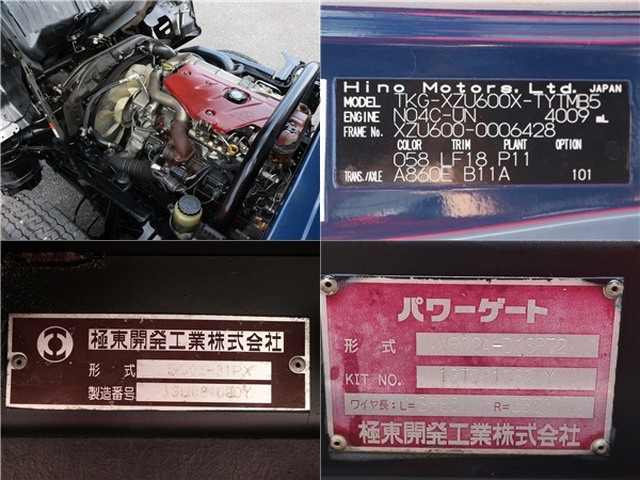 Hino Motors, Ltd. JAPAN
MODEL TKG-XZU600X-TYTMB5
ENGINE N04C-UN 4009 mL
FRAME No. XZU600-0006428
COLOR TRIM PLANT OPTION
058 LF18 P11
TRANS./AXLE A860E B11A 101
極東開発工業株式会社
形式
製造番号
パワーゲート
形式
KIT NO.
ワイヤ長:L= R=
極東開発工業株式会社